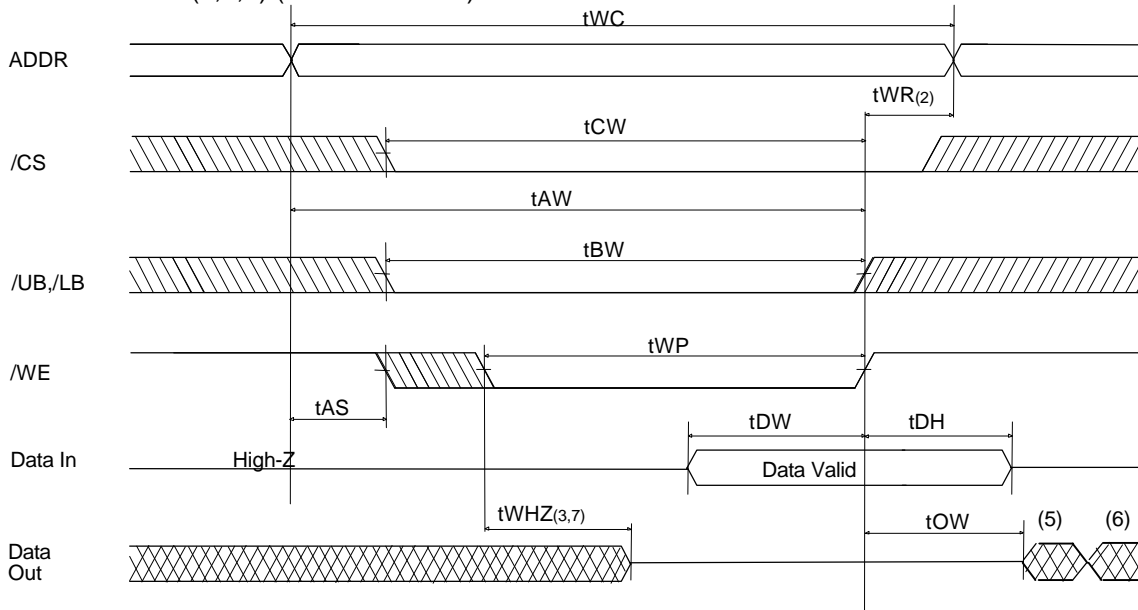 tWC
ADDR
tWR(2)
tCW
/CS
tAW
tBW
/UB,/LB
tWP
/WE
tAS
tDW
tDH
Data In
High-Z
Data Valid
tWHZ(3,7)
tOW
(5)
(6)
Data
Out